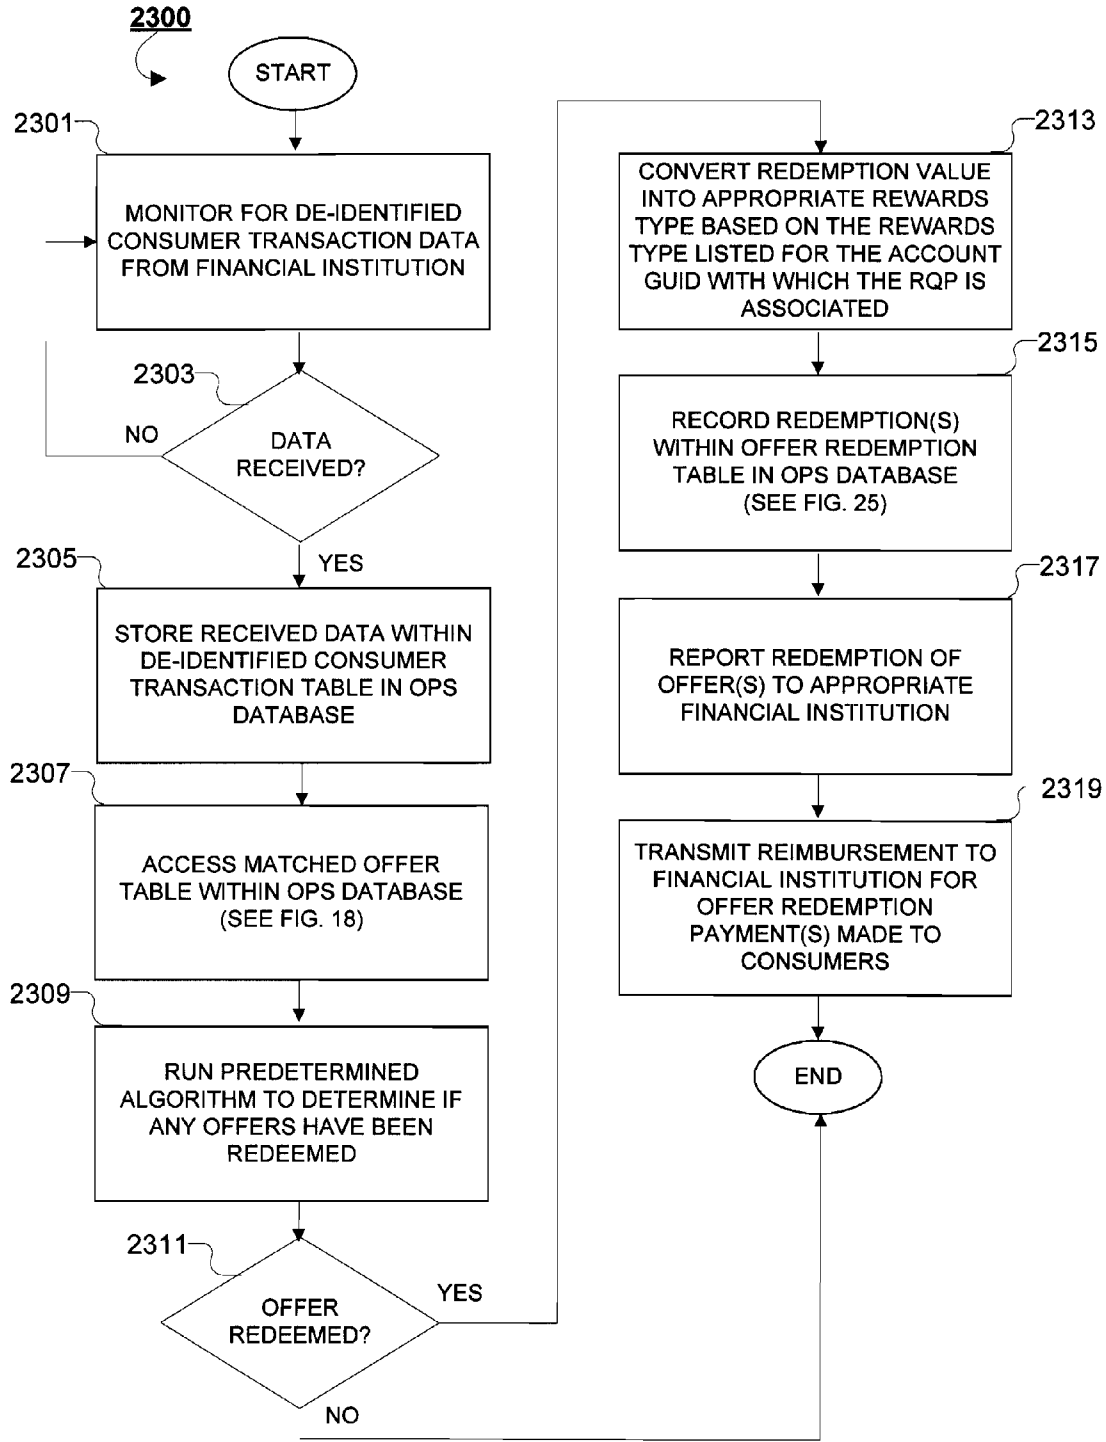 2300
START
2301
MONITOR FOR DE-IDENTIFIED
CONSUMER TRANSACTION DATA
FROM FINANCIAL INSTITUTION
2303
NO
DATA
RECEIVED?
YES
2305
STORE RECEIVED DATA WITHIN
DE-IDENTIFIED CONSUMER
TRANSACTION TABLE IN OPS
DATABASE
2307
ACCESS MATCHED OFFER
TABLE WITHIN OPS DATABASE
(SEE FIG. 18)
2309
RUN PREDETERMINED
ALGORITHM TO DETERMINE IF
ANY OFFERS HAVE BEEN
REDEEMED
2311
OFFER
REDEEMED?
YES
NO
2313
CONVERT REDEMPTION VALUE
INTO APPROPRIATE REWARDS
TYPE BASED ON THE REWARDS
TYPE LISTED FOR THE ACCOUNT
GUID WITH WHICH THE RQP IS
ASSOCIATED
2315
RECORD REDEMPTION(S)
WITHIN OFFER REDEMPTION
TABLE IN OPS DATABASE
(SEE FIG. 25)
2317
REPORT REDEMPTION OF
OFFER(S) TO APPROPRIATE
FINANCIAL INSTITUTION
2319
TRANSMIT REIMBURSEMENT TO
FINANCIAL INSTITUTION FOR
OFFER REDEMPTION
PAYMENT(S) MADE TO
CONSUMERS
END